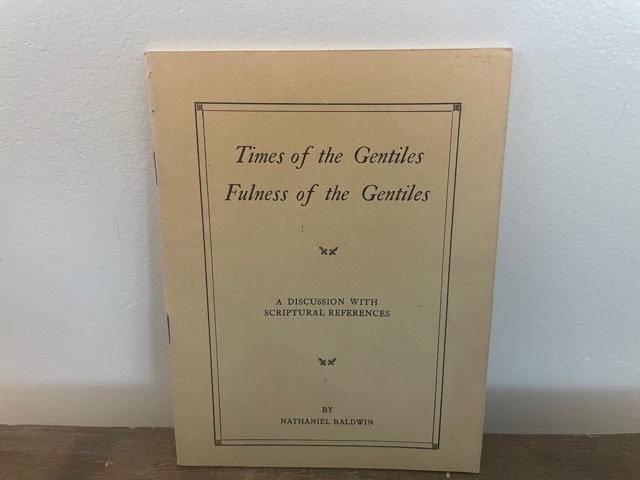 Times of the Gentiles
Fulness of the Gentiles
A DISCUSSION WITH
SCRIPTURAL REFERENCES
BY
NATHANIEL BALDWIN